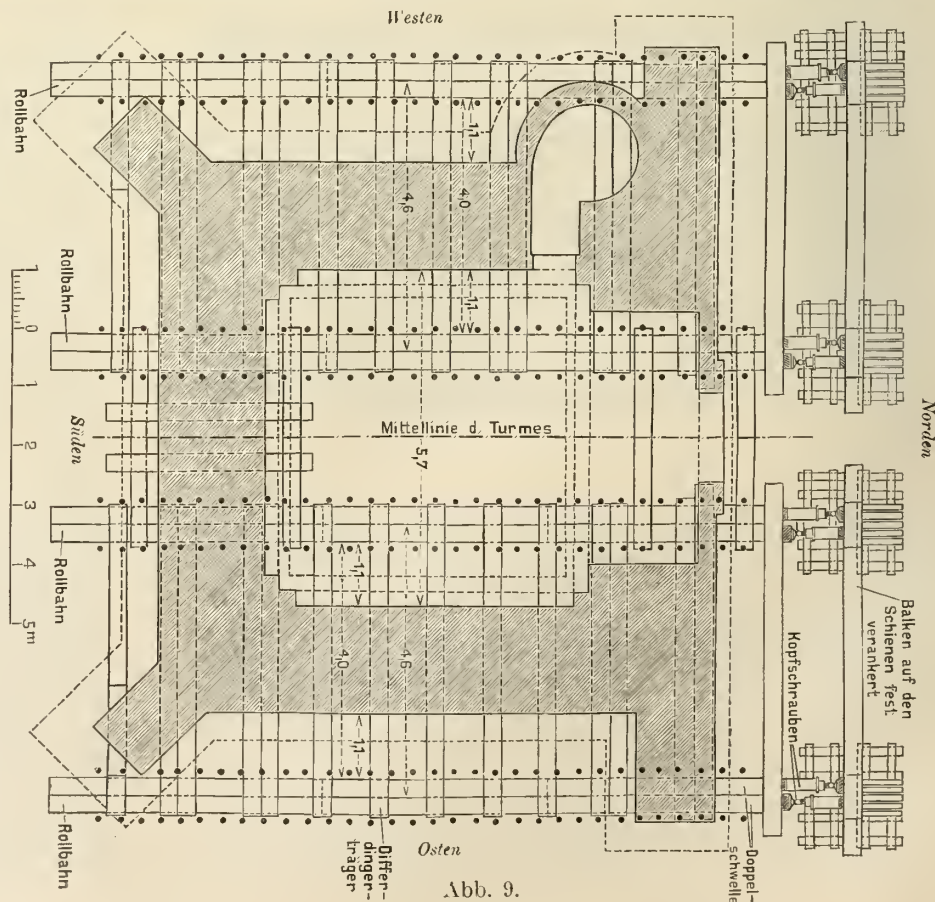 Westen
Rollbahn
1,1
4,0
4,6
1,1
Rollbahn
1
0
1
2
3
4
5m
Süden
Mittellinie d. Turmes
5,7
Norden
Rollbahn
1,1
4,0
4,6
1,1
Balken auf den
Schienen fest
verankert
Kopfschrauben
Rollbahn
Differ-
dinger-
träger
Osten
Doppel-
schwelle
Abb. 9.